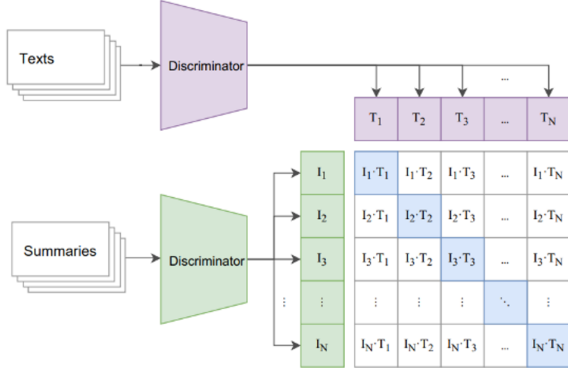 Texts
Discriminator
...
T1 T2 T3 ... TN
I1 I1·T1 I1·T2 I1·T3 ... I1·TN
I2 I2·T1 I2·T2 I2·T3 ... I2·TN
Summaries
Discriminator
I3 I3·T1 I3·T2 I3·T3 ... I3·TN
⋮ ⋮ ⋮ ⋮ ⋮ ⋱ ⋮
IN IN·T1 IN·T2 IN·T3 ... IN·TN